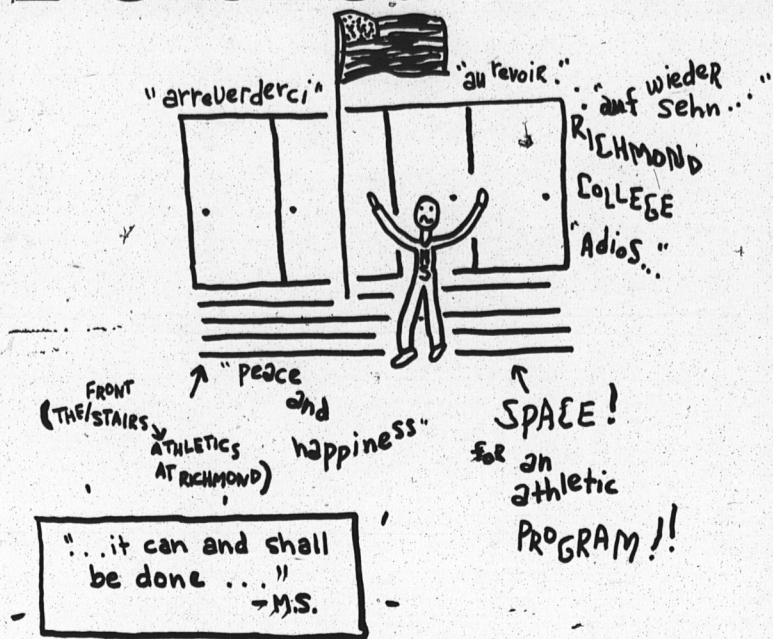 "arreverderci"
"au revoir."
..."auf wieder
sehn..."
RICHMOND
COLLEGE
"Adios..."
MS
"peace
and
happiness"
FRONT
(THE/STAIRS
ATHLETICS
AT RICHMOND)
SPACE!
FOR an
athletic
PROGRAM!!
"...it can and shall
be done ..."
-M.S.